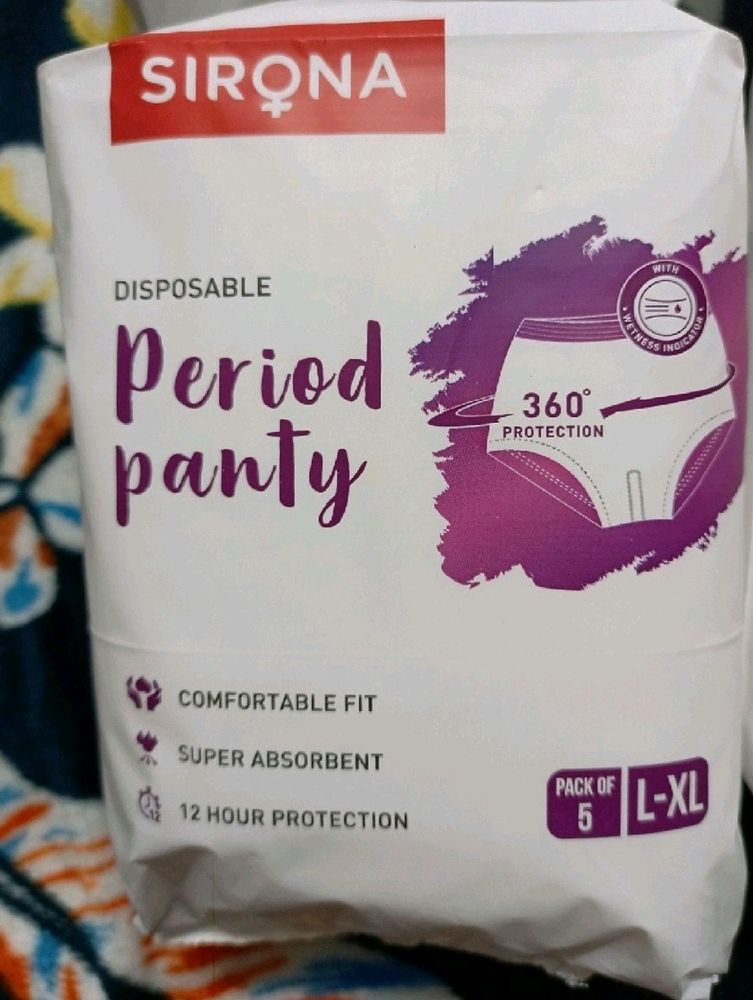 SIRONA
DISPOSABLE
Period
panty
WITH
WETNESS INDICATOR
360°
PROTECTION
COMFORTABLE FIT
SUPER ABSORBENT
12
12 HOUR PROTECTION
PACK OF
5
L-XL